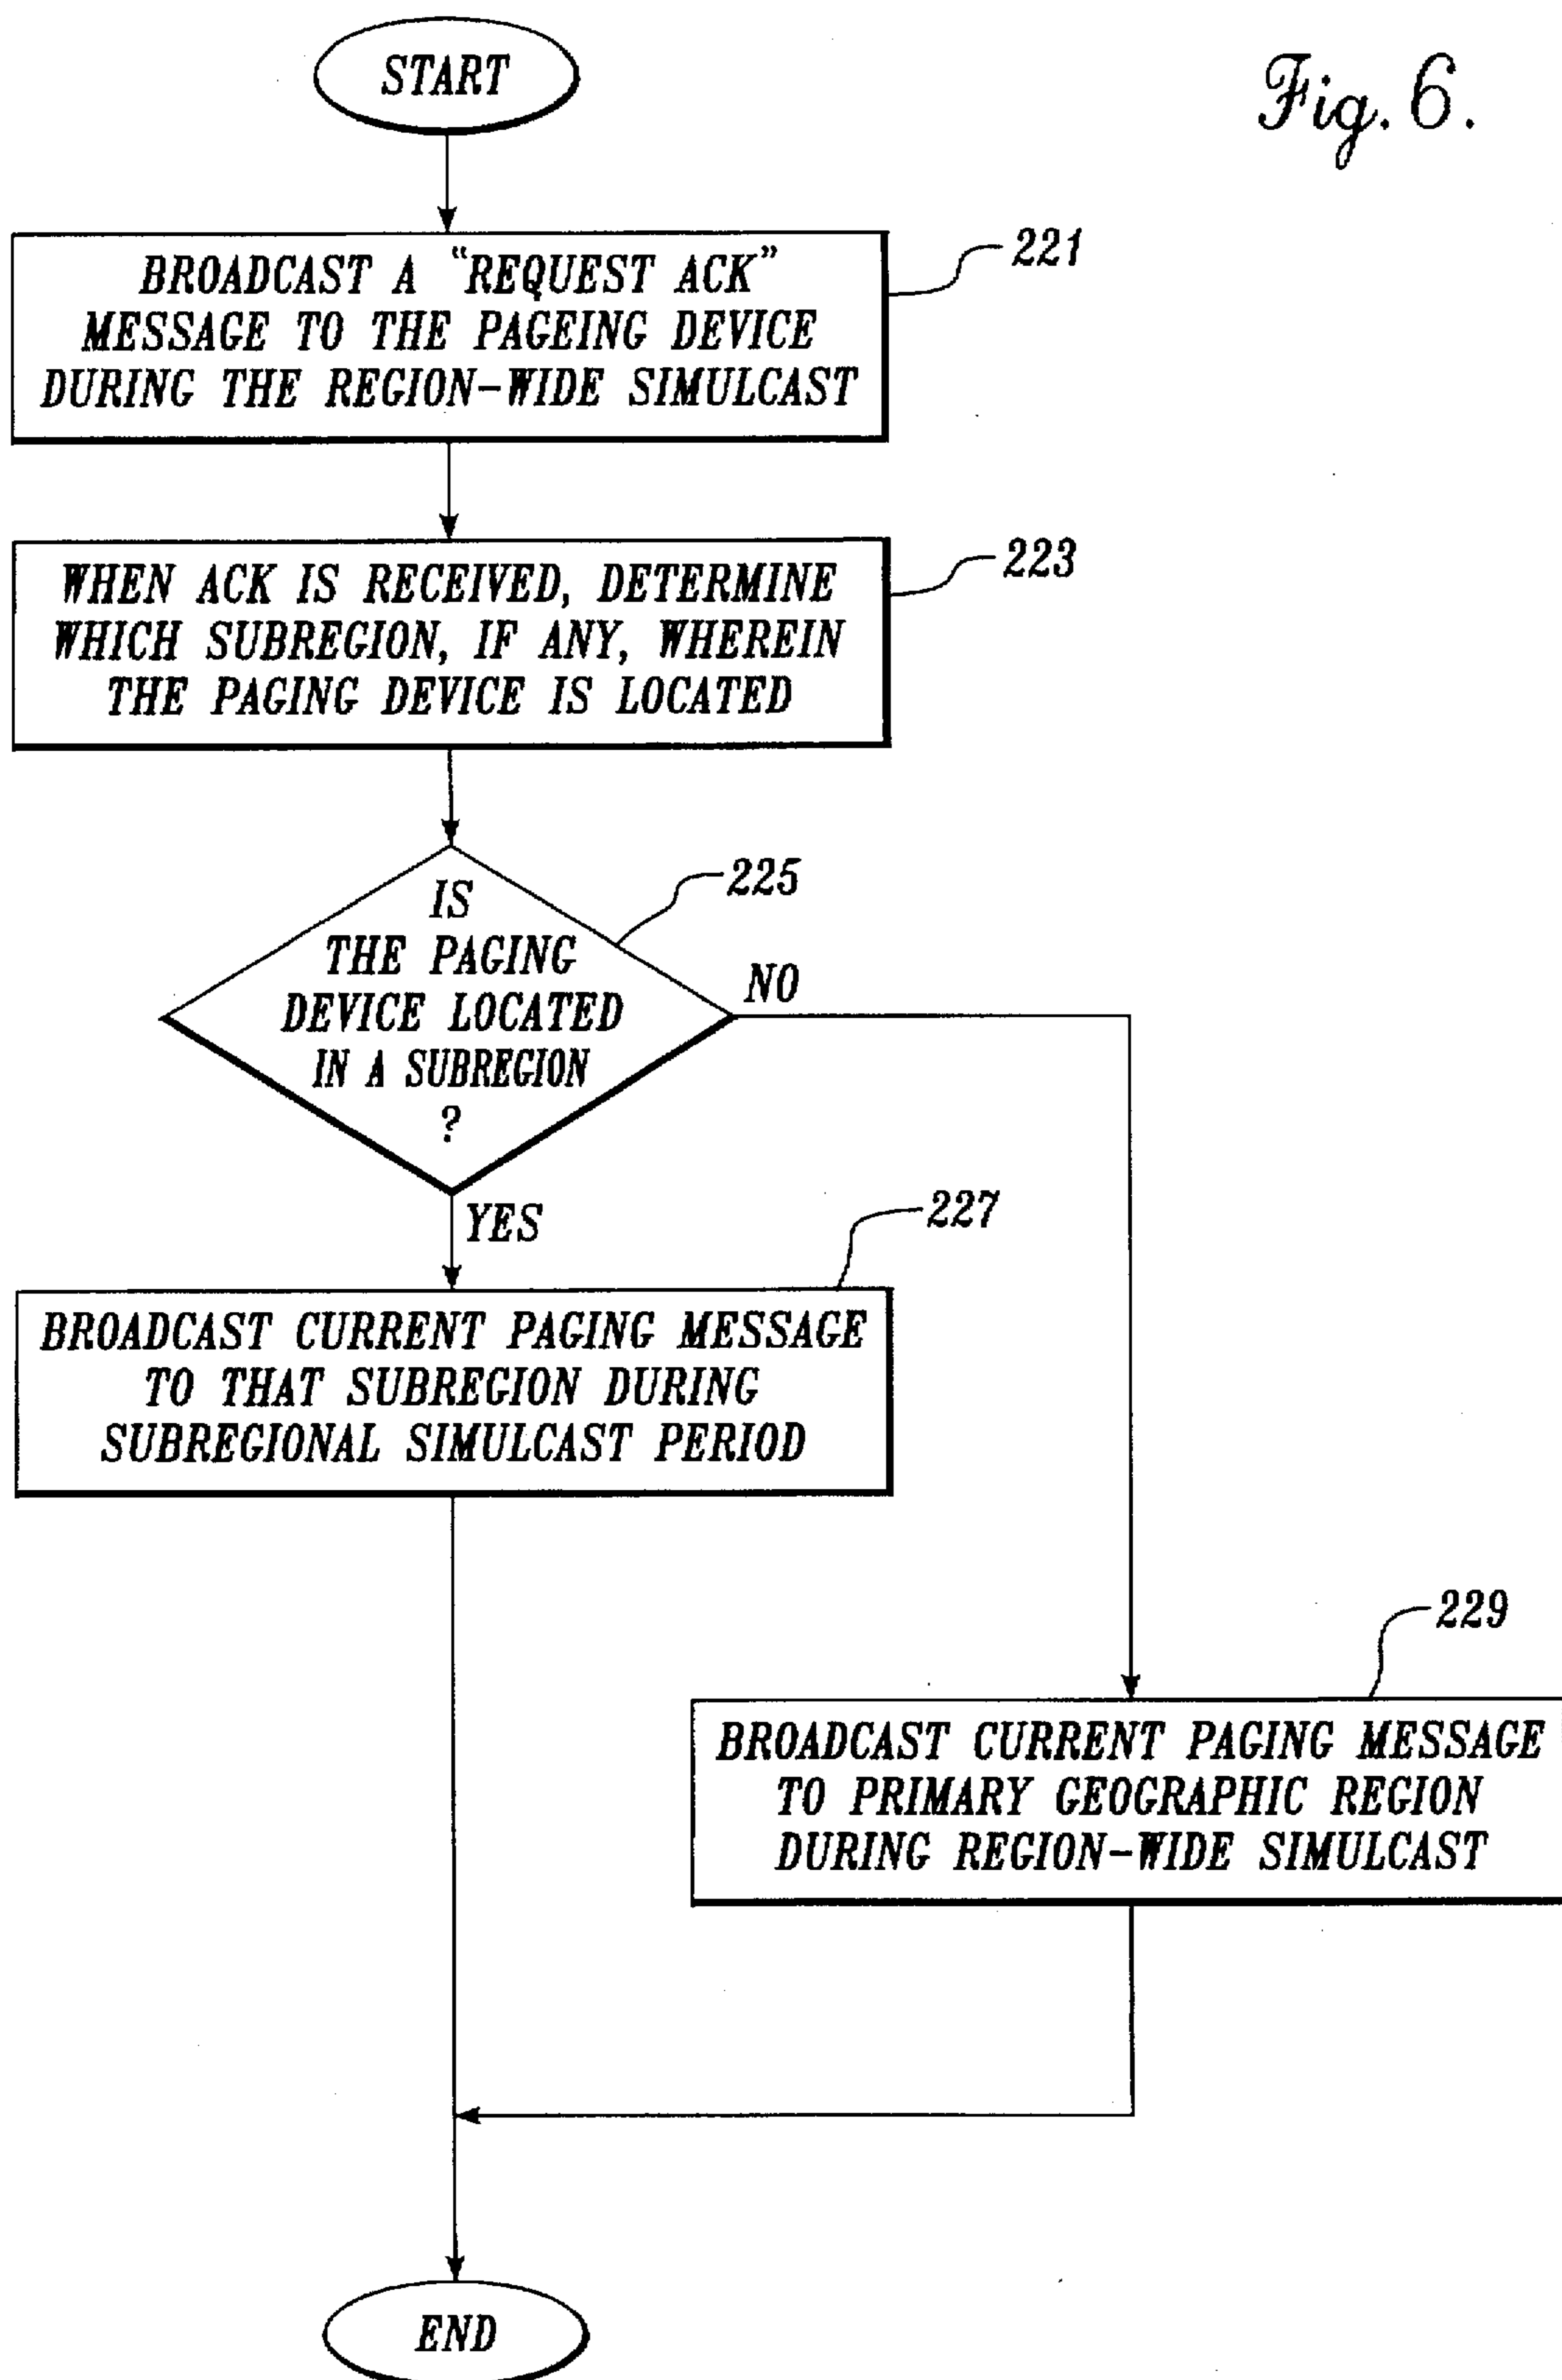 START
Fig. 6.
BROADCAST A "REQUEST ACK"
MESSAGE TO THE PAGEING DEVICE
DURING THE REGION-WIDE SIMULCAST
221
WHEN ACK IS RECEIVED, DETERMINE
WHICH SUBREGION, IF ANY, WHEREIN
THE PAGING DEVICE IS LOCATED
223
IS
THE PAGING
DEVICE LOCATED
IN A SUBREGION
?
225
NO
YES
227
BROADCAST CURRENT PAGING MESSAGE
TO THAT SUBREGION DURING
SUBREGIONAL SIMULCAST PERIOD
229
BROADCAST CURRENT PAGING MESSAGE
TO PRIMARY GEOGRAPHIC REGION
DURING REGION-WIDE SIMULCAST
END